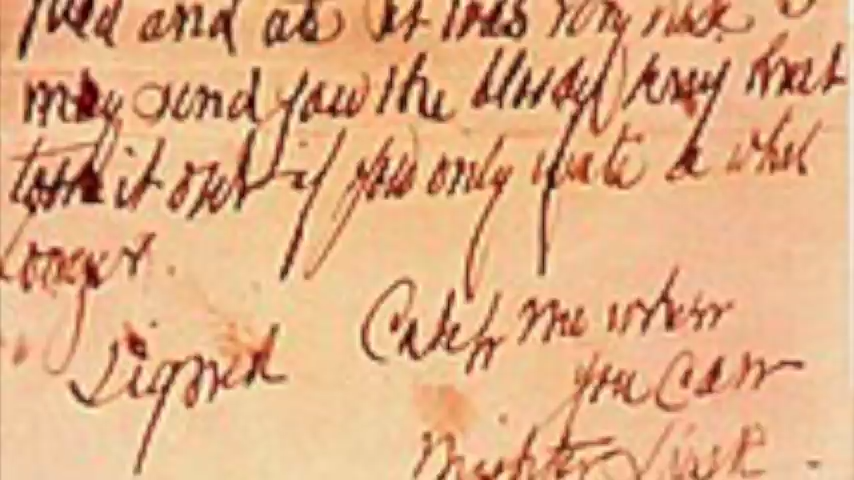 fried and ate it was very nise
may send you the bloody knif that
took it out if you only wate a whil
longer.
signed
Catch me when
you can
Mishter Lusk.